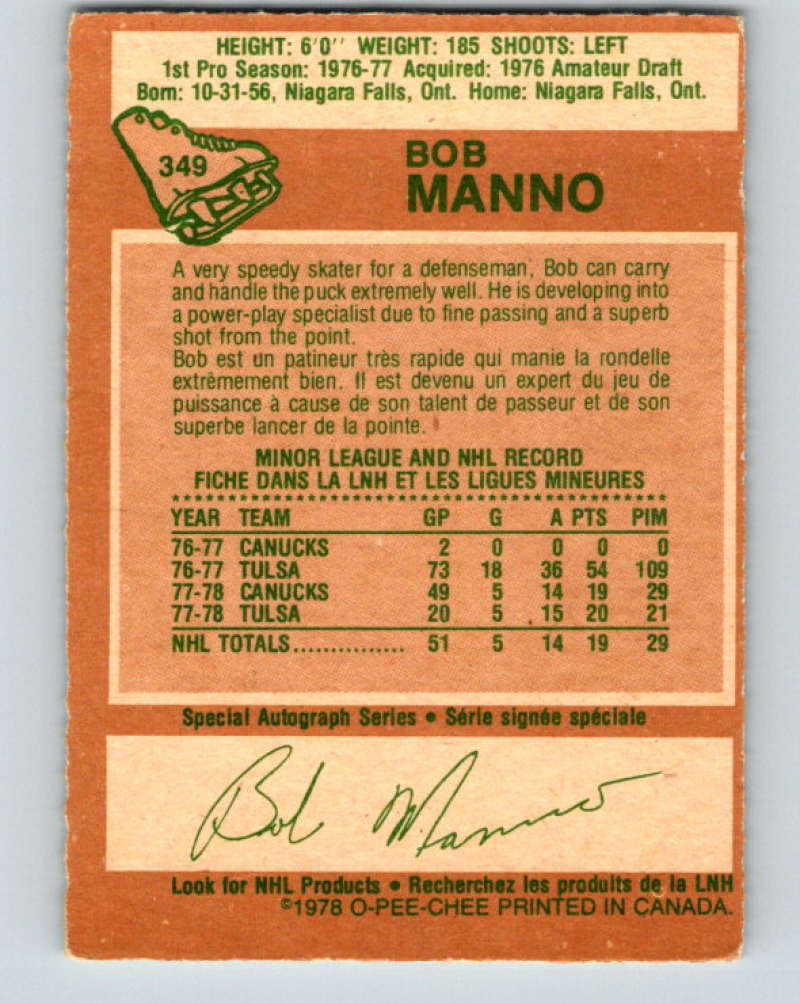 HEIGHT: 6'0'' WEIGHT: 185 SHOOTS: LEFT
1st Pro Season: 1976-77 Acquired: 1976 Amateur Draft
Born: 10-31-56, Niagara Falls, Ont. Home: Niagara Falls, Ont.
349
BOB
MANNO
A very speedy skater for a defenseman, Bob can carry
and handle the puck extremely well. He is developing into
a power-play specialist due to fine passing and a superb
shot from the point.
Bob est un patineur très rapide qui manie la rondelle
extrêmement bien. Il est devenu un expert du jeu de
puissance à cause de son talent de passeur et de son
superbe lancer de la pointe.
MINOR LEAGUE AND NHL RECORD
FICHE DANS LA LNH ET LES LIGUES MINEURES
YEAR TEAM GP G A PTS PIM
76-77 CANUCKS 2 0 0 0 0
76-77 TULSA 73 18 36 54 109
77-78 CANUCKS 49 5 14 19 29
77-78 TULSA 20 5 15 20 21
NHL TOTALS............... 51 5 14 19 29
Special Autograph Series • Série signée spéciale
Bob Manno
Look for NHL Products • Recherchez les produits de la LNH
©1978 O-PEE-CHEE PRINTED IN CANADA.